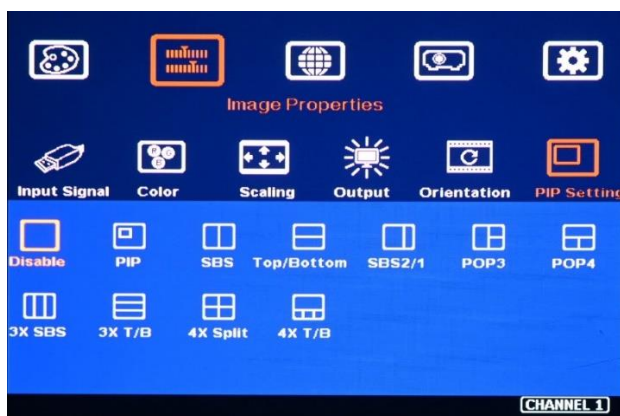 Image Properties
Input Signal Color Scaling Output Orientation PIP Setting
Disable PIP SBS Top/Bottom SBS2/1 POP3 POP4
3X SBS 3X T/B 4X Split 4X T/B
CHANNEL 1